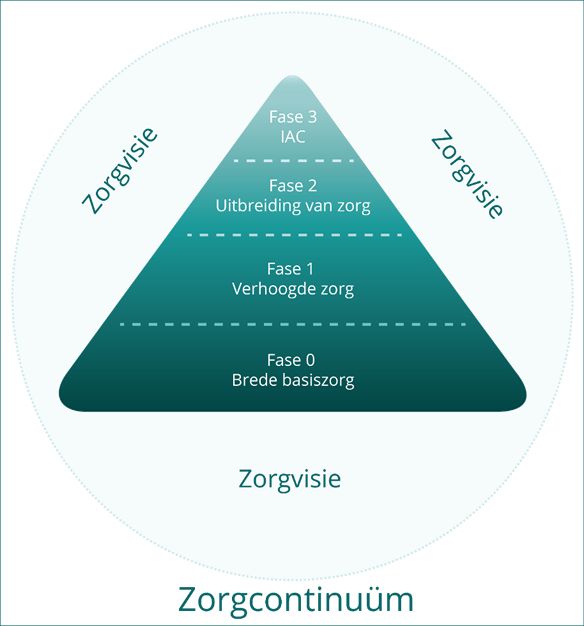 Zorgvisie
Zorgvisie
Fase 3
IAC
Fase 2
Uitbreiding van zorg
Fase 1
Verhoogde zorg
Fase 0
Brede basiszorg
Zorgvisie
Zorgcontinuüm